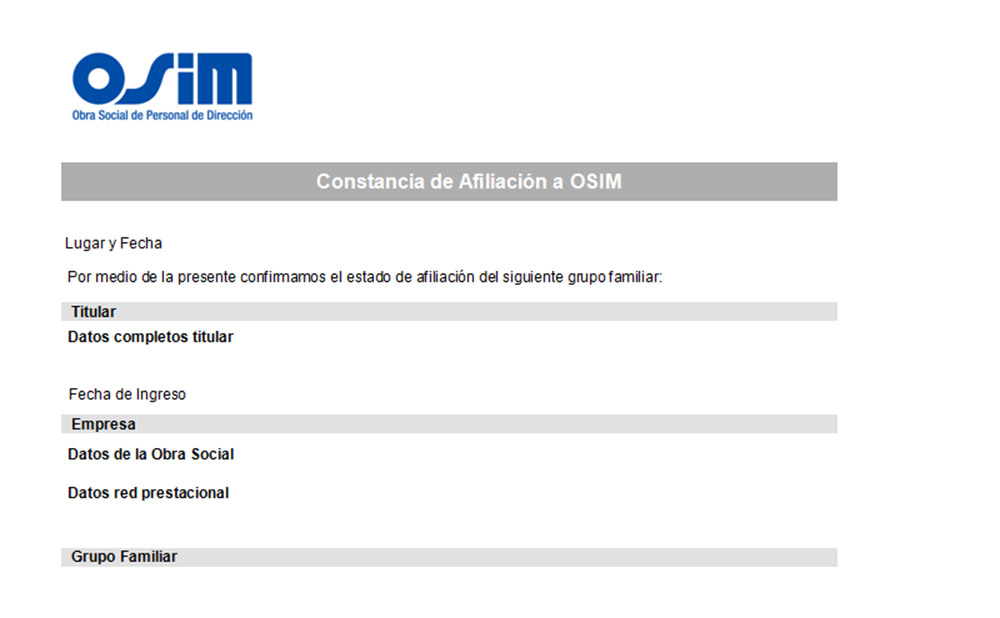 OSIM
Obra Social de Personal de Dirección
Constancia de Afiliación a OSIM
Lugar y Fecha
Por medio de la presente confirmamos el estado de afiliación del siguiente grupo familiar:
Titular
Datos completos titular
Fecha de Ingreso
Empresa
Datos de la Obra Social
Datos red prestacional
Grupo Familiar